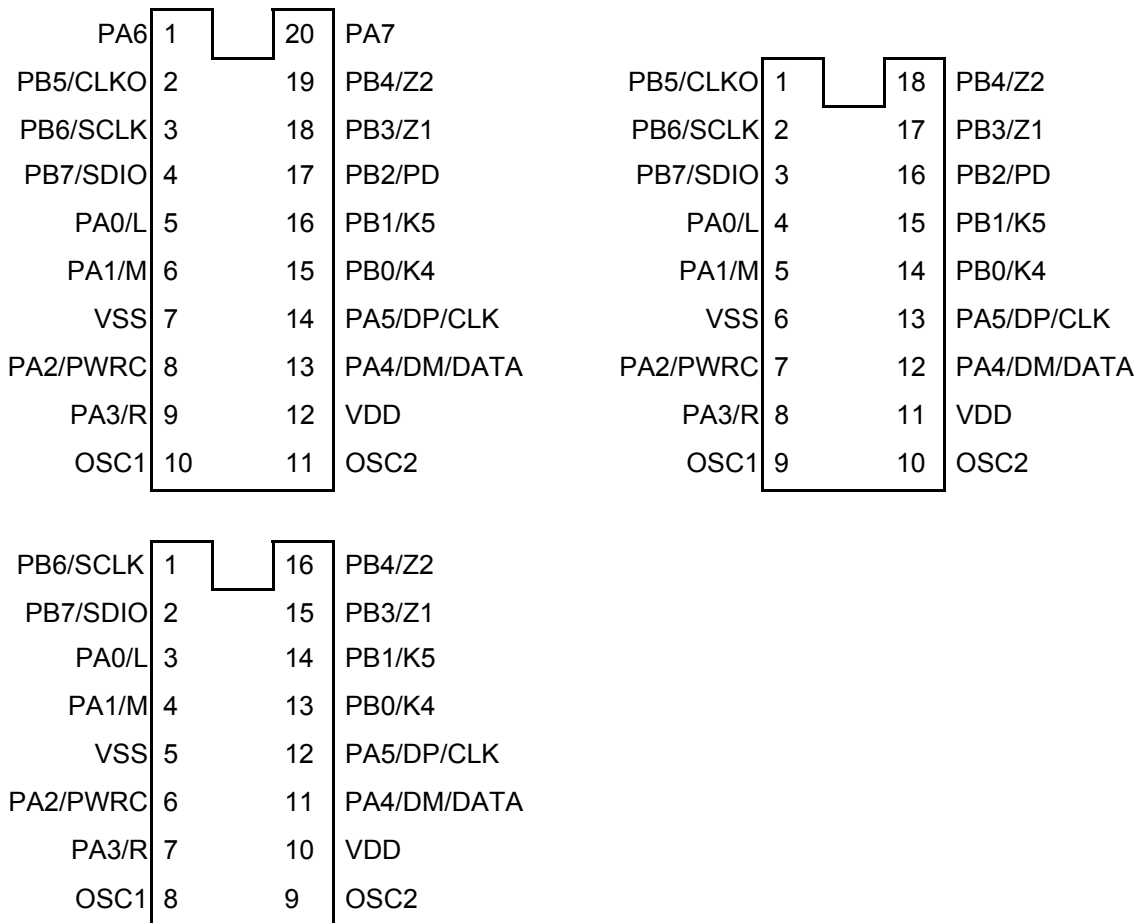 PA6 1 20 PA7
PB5/CLKO 2 19 PB4/Z2
PB6/SCLK 3 18 PB3/Z1
PB7/SDIO 4 17 PB2/PD
PA0/L 5 16 PB1/K5
PA1/M 6 15 PB0/K4
VSS 7 14 PA5/DP/CLK
PA2/PWRC 8 13 PA4/DM/DATA
PA3/R 9 12 VDD
OSC1 10 11 OSC2
PB5/CLKO 1 18 PB4/Z2
PB6/SCLK 2 17 PB3/Z1
PB7/SDIO 3 16 PB2/PD
PA0/L 4 15 PB1/K5
PA1/M 5 14 PB0/K4
VSS 6 13 PA5/DP/CLK
PA2/PWRC 7 12 PA4/DM/DATA
PA3/R 8 11 VDD
OSC1 9 10 OSC2
PB6/SCLK 1 16 PB4/Z2
PB7/SDIO 2 15 PB3/Z1
PA0/L 3 14 PB1/K5
PA1/M 4 13 PB0/K4
VSS 5 12 PA5/DP/CLK
PA2/PWRC 6 11 PA4/DM/DATA
PA3/R 7 10 VDD
OSC1 8 9 OSC2